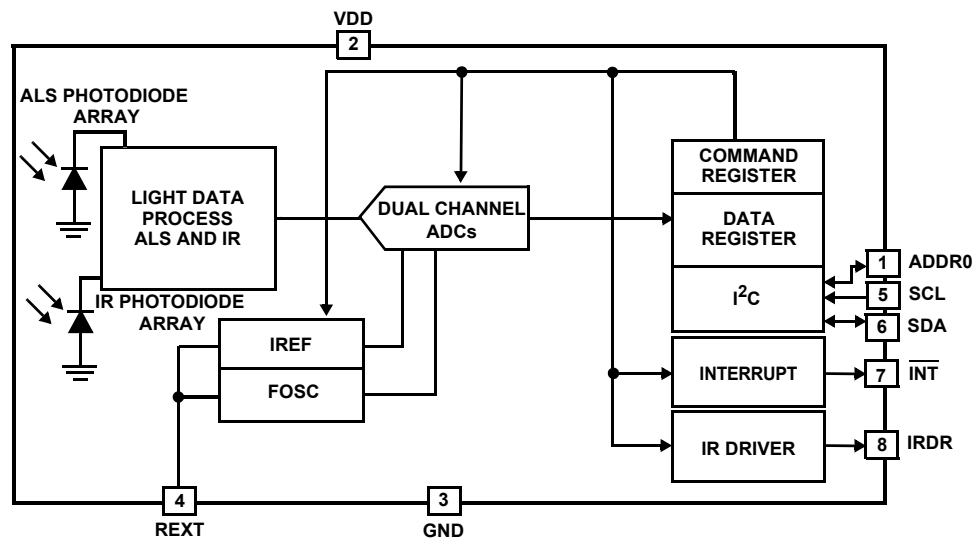 VDD
2
ALS PHOTODIODE
ARRAY
LIGHT DATA
PROCESS
ALS AND IR
DUAL CHANNEL
ADCs
COMMAND
REGISTER
DATA
REGISTER
I²C
1
ADDR0
5
SCL
6
SDA
IR PHOTODIODE
ARRAY
IREF
FOSC
INTERRUPT
7
INT
IR DRIVER
8
IRDR
4
REXT
3
GND